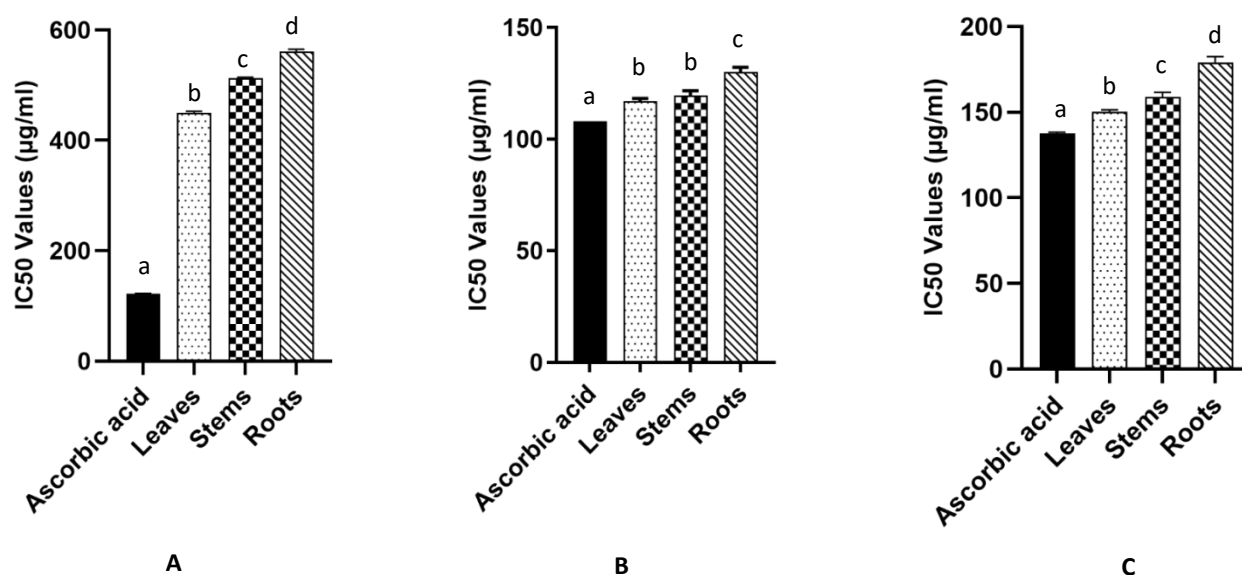 IC50 Values (µg/ml)
600
400
200
0
a
b
c
d
Ascorbic acid
Leaves
Stems
Roots
A
IC50 Values (µg/ml)
150
100
50
0
a
b
b
c
Ascorbic acid
Leaves
Stems
Roots
B
IC50 Values (µg/ml)
200
150
100
50
0
a
b
c
d
Ascorbic acid
Leaves
Stems
Roots
C